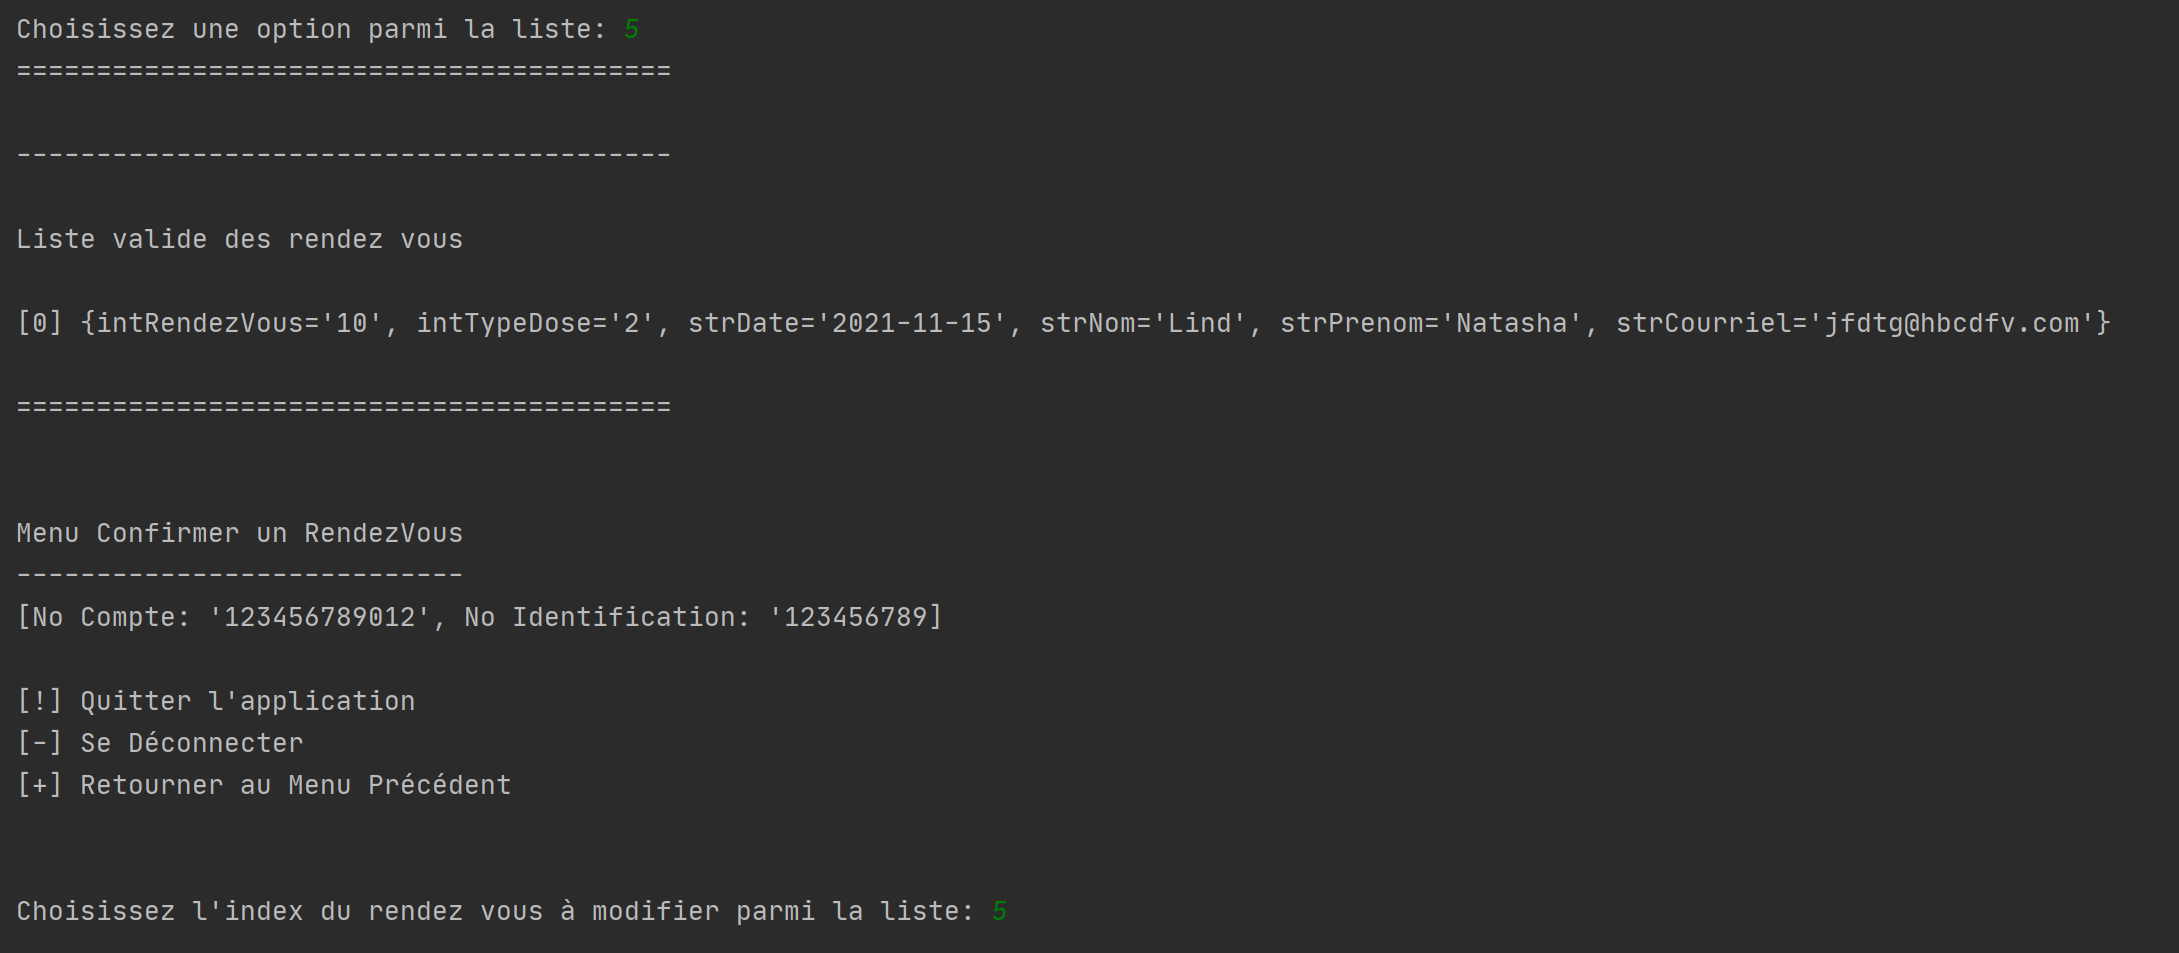 Choisissez une option parmi la liste: 5
=========================================
-----------------------------------------
Liste valide des rendez vous
[0] {intRendezVous='10', intTypeDose='2', strDate='2021-11-15', strNom='Lind', strPrenom='Natasha', strCourriel='jfdtg@hbcdfv.com'}
=========================================
Menu Confirmer un RendezVous
----------------------------
[No Compte: '123456789012', No Identification: '123456789]
[!] Quitter l'application
[-] Se Déconnecter
[+] Retourner au Menu Précédent
Choisissez l'index du rendez vous à modifier parmi la liste: 5